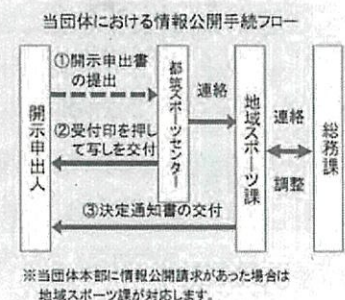 当団体における情報公開手続フロー
①開示申出書
の提出
②受付印を押し
て写しを交付
③決定通知書の交付
開示申出人
都筑スポーツセンター
連絡
地域スポーツ課
連絡
調整
総務課
※当団体本部に情報公開請求があった場合は
地域スポーツ課が対応します。